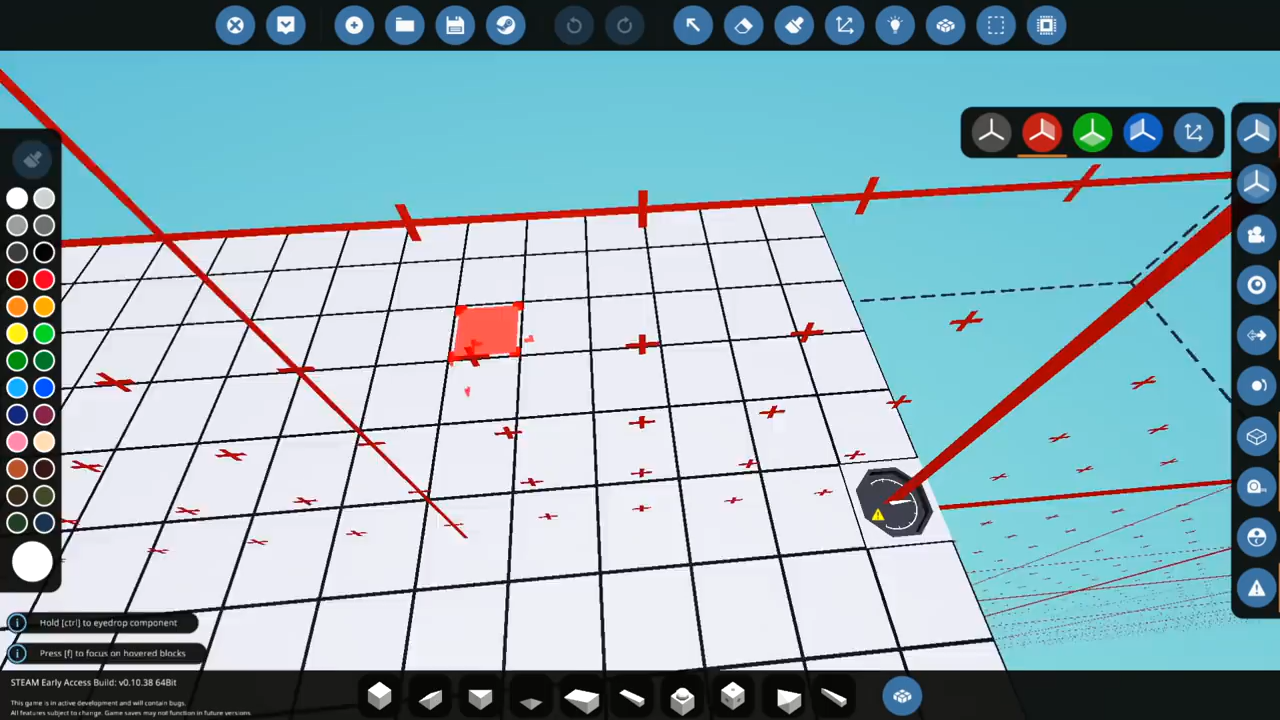 Hold [ctrl] to eyedrop component
Press [f] to focus on hovered blocks
STEAM Early Access Build: v0.10.38 64Bit
This game is in active development and will contain bugs.
All features subject to change. Game saves may not function in future versions